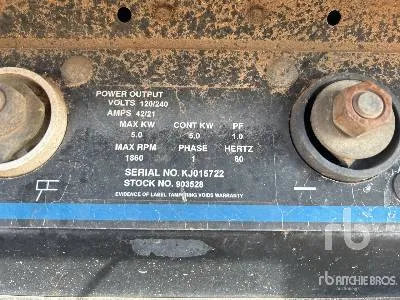 POWER OUTPUT
VOLTS 120/240
AMPS 42/21
MAX KW CONT KW PF
5.0 5.0 1.0
MAX RPM PHASE HERTZ
1860 1 60
SERIAL NO. KJ015722
STOCK NO. 903528
EVIDENCE OF LABEL TAMPERING VOIDS WARRANTY
rb
rb RITCHIE BROS.